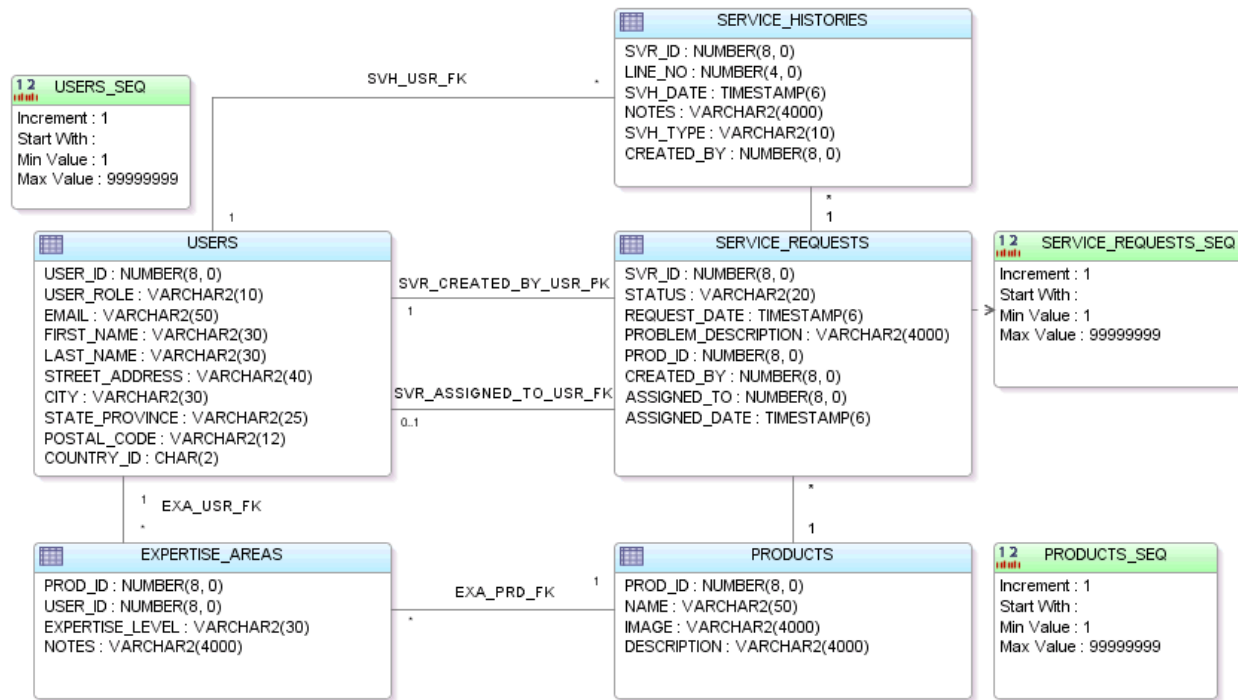 SERVICE_HISTORIES
SVR_ID : NUMBER(8, 0)
LINE_NO : NUMBER(4, 0)
SVH_DATE : TIMESTAMP(6)
NOTES : VARCHAR2(4000)
SVH_TYPE : VARCHAR2(10)
CREATED_BY : NUMBER(8, 0)
SVH_USR_FK
*
1 2
USERS_SEQ
Increment : 1
Start With :
Min Value : 1
Max Value : 99999999
1
*
1
USERS
USER_ID : NUMBER(8, 0)
USER_ROLE : VARCHAR2(10)
EMAIL : VARCHAR2(50)
FIRST_NAME : VARCHAR2(30)
LAST_NAME : VARCHAR2(30)
STREET_ADDRESS : VARCHAR2(40)
CITY : VARCHAR2(30)
STATE_PROVINCE : VARCHAR2(25)
POSTAL_CODE : VARCHAR2(12)
COUNTRY_ID : CHAR(2)
SVR_CREATED_BY_USR_FK
1
SVR_ASSIGNED_TO_USR_FK
0..1
SERVICE_REQUESTS
SVR_ID : NUMBER(8, 0)
STATUS : VARCHAR2(20)
REQUEST_DATE : TIMESTAMP(6)
PROBLEM_DESCRIPTION : VARCHAR2(4000)
PROD_ID : NUMBER(8, 0)
CREATED_BY : NUMBER(8, 0)
ASSIGNED_TO : NUMBER(8, 0)
ASSIGNED_DATE : TIMESTAMP(6)
1 2
SERVICE_REQUESTS_SEQ
Increment : 1
Start With :
Min Value : 1
Max Value : 99999999
1
EXA_USR_FK
*
*
1
EXPERTISE_AREAS
PROD_ID : NUMBER(8, 0)
USER_ID : NUMBER(8, 0)
EXPERTISE_LEVEL : VARCHAR2(30)
NOTES : VARCHAR2(4000)
EXA_PRD_FK
1
*
PRODUCTS
PROD_ID : NUMBER(8, 0)
NAME : VARCHAR2(50)
IMAGE : VARCHAR2(4000)
DESCRIPTION : VARCHAR2(4000)
1 2
PRODUCTS_SEQ
Increment : 1
Start With :
Min Value : 1
Max Value : 99999999